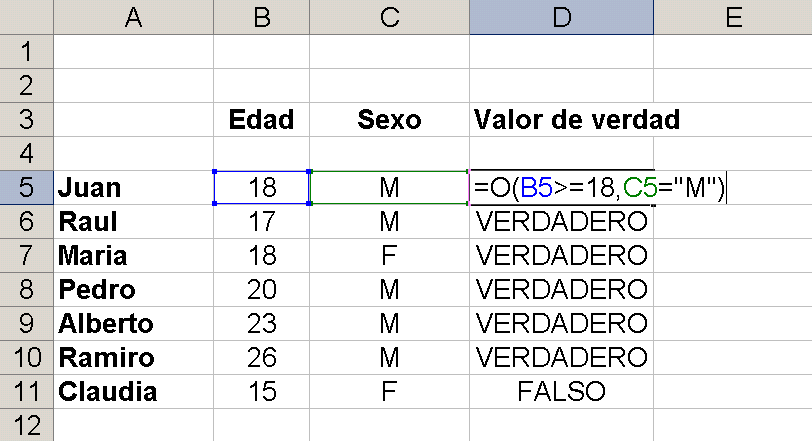 A B C D E
1
2
3 Edad Sexo Valor de verdad
4
5 Juan 18 M =O(B5>=18,C5="M")
6 Raul 17 M VERDADERO
7 Maria 18 F VERDADERO
8 Pedro 20 M VERDADERO
9 Alberto 23 M VERDADERO
10 Ramiro 26 M VERDADERO
11 Claudia 15 F FALSO
12